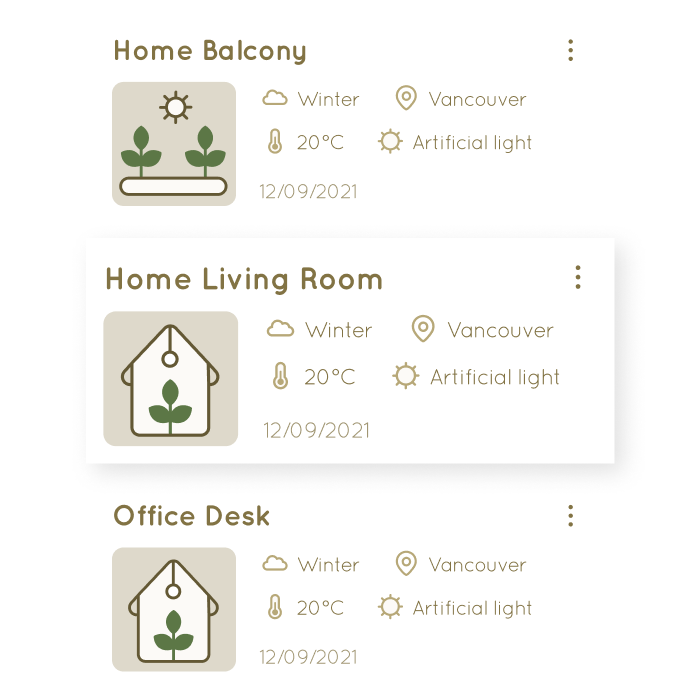 Home Balcony
Winter Vancouver
20°C Artificial light
12/09/2021
Home Living Room
Winter Vancouver
20°C Artificial light
12/09/2021
Office Desk
Winter Vancouver
20°C Artificial light
12/09/2021